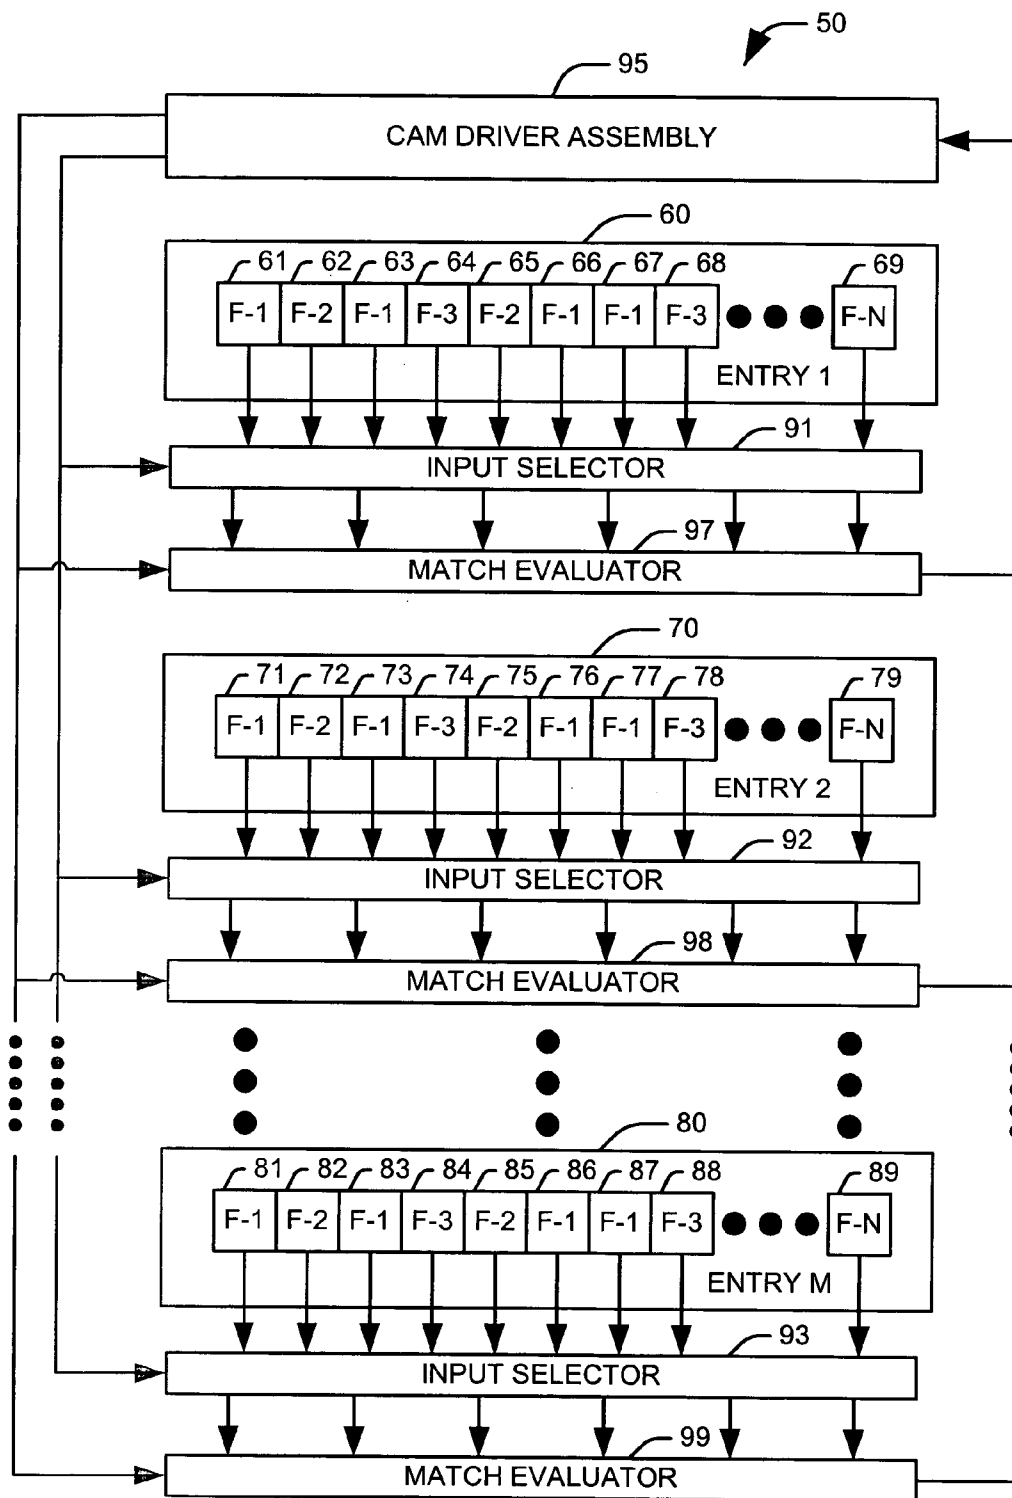 50
95
CAM DRIVER ASSEMBLY
60
61 62 63 64 65 66 67 68 69
F-1 F-2 F-1 F-3 F-2 F-1 F-1 F-3 F-N
ENTRY 1
91
INPUT SELECTOR
97
MATCH EVALUATOR
70
71 72 73 74 75 76 77 78 79
F-1 F-2 F-1 F-3 F-2 F-1 F-1 F-3 F-N
ENTRY 2
92
INPUT SELECTOR
98
MATCH EVALUATOR
80
81 82 83 84 85 86 87 88 89
F-1 F-2 F-1 F-3 F-2 F-1 F-1 F-3 F-N
ENTRY M
93
INPUT SELECTOR
99
MATCH EVALUATOR